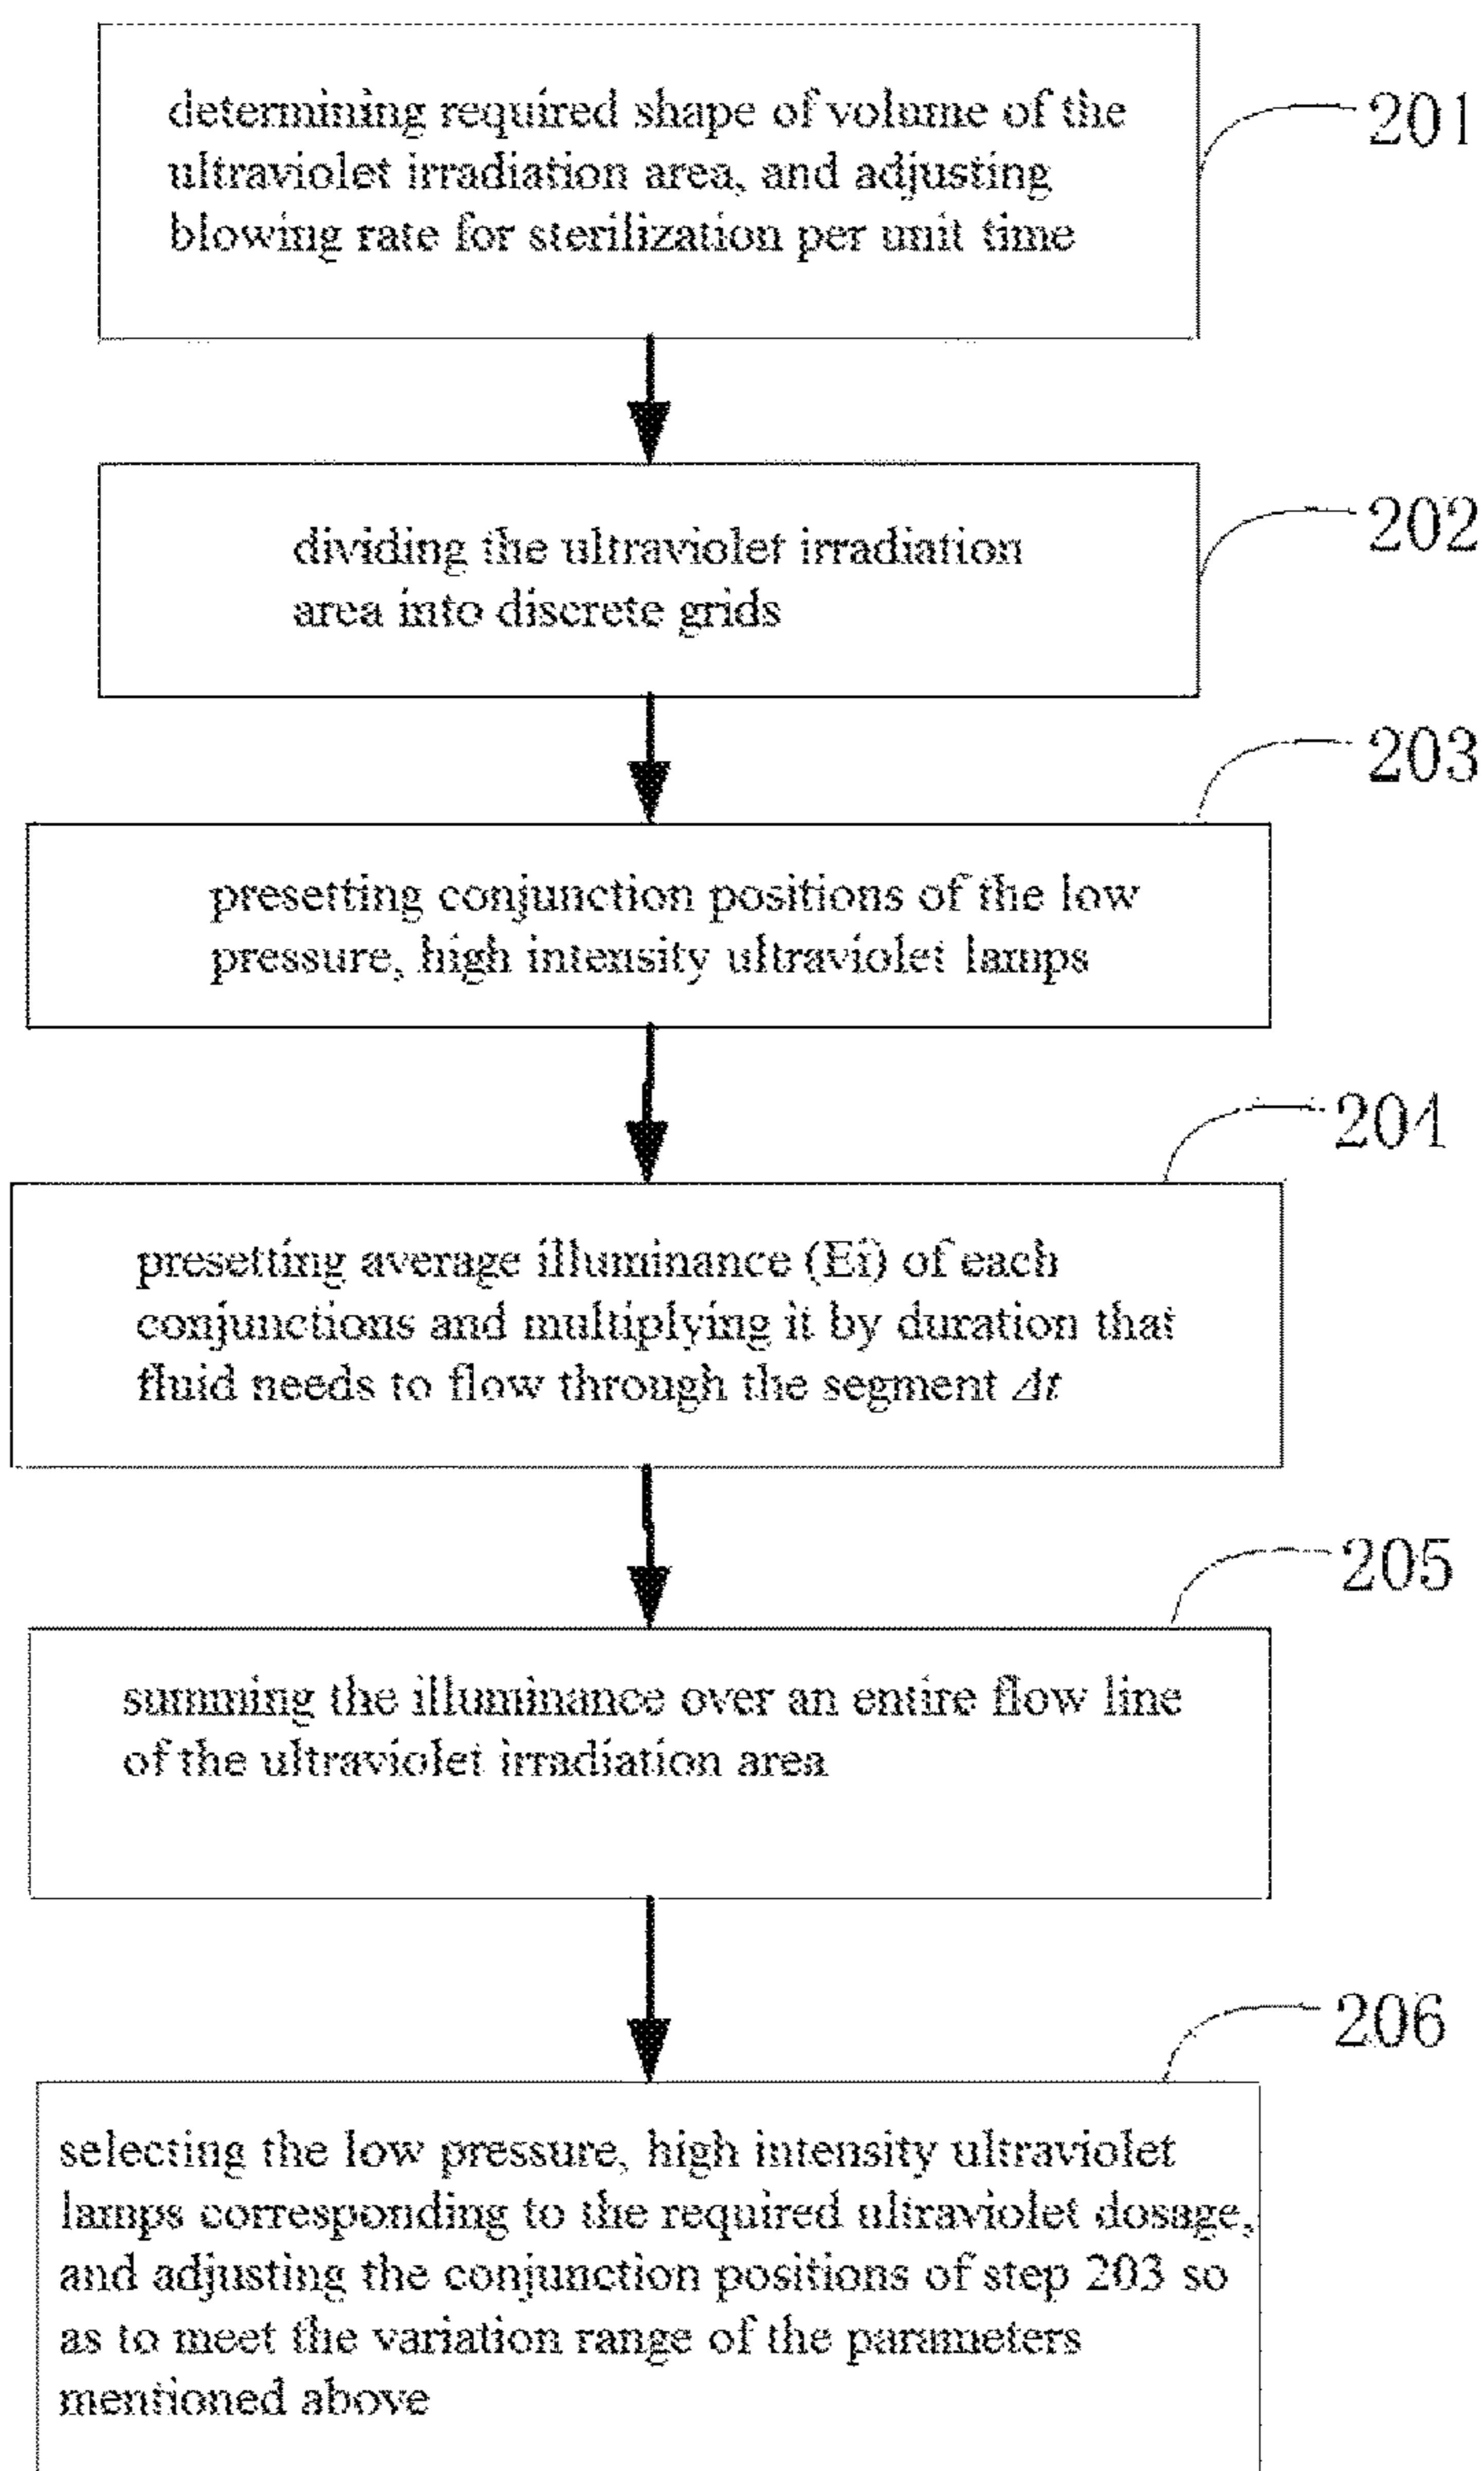 determining required shape of volume of the
ultraviolet irradiation area, and adjusting
blowing rate for sterilization per unit time
201
dividing the ultraviolet irradiation
area into discrete grids
202
203
presetting conjunction positions of the low
pressure, high intensity ultraviolet lamps
204
presetting average illuminance (Ei) of each
conjunctions and multiplying it by duration that
fluid needs to flow through the segment Δt
205
summing the illuminance over an entire flow line
of the ultraviolet irradiation area
206
selecting the low pressure, high intensity ultraviolet
lamps corresponding to the required ultraviolet dosage,
and adjusting the conjunction positions of step 203 so
as to meet the variation range of the parameters
mentioned above